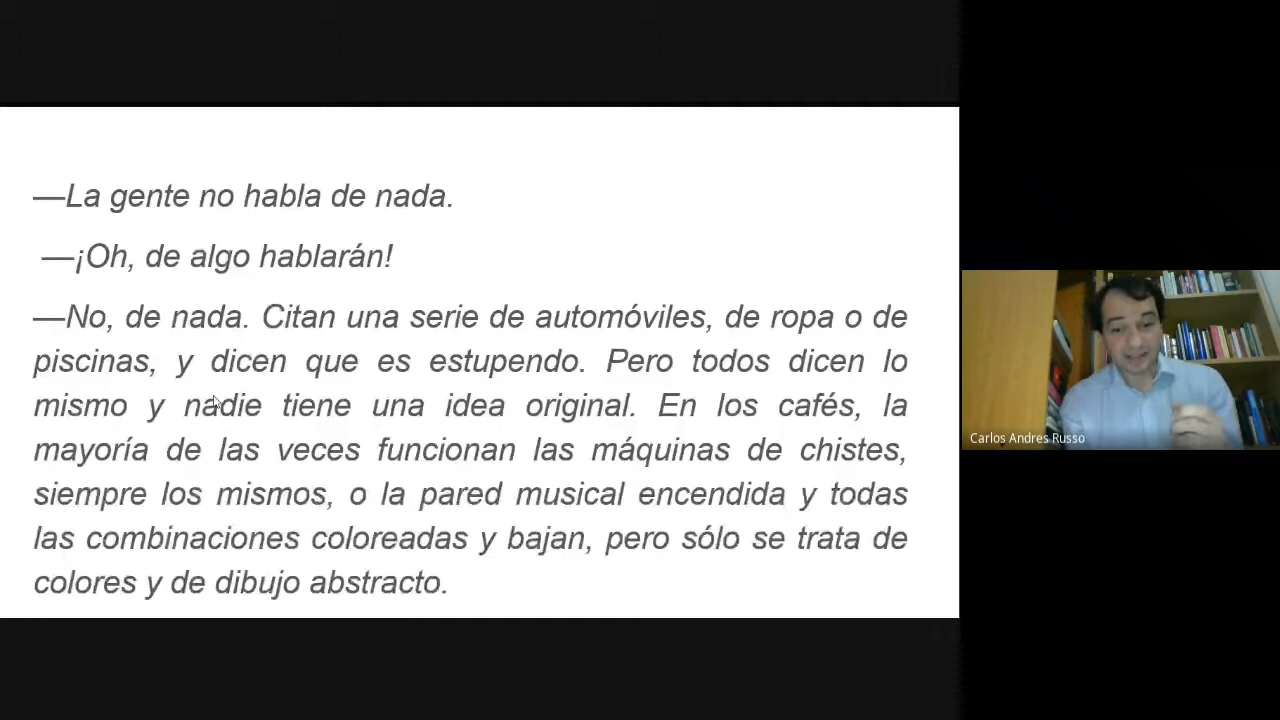 —La gente no habla de nada.
—¡Oh, de algo hablarán!
—No, de nada. Citan una serie de automóviles, de ropa o de
piscinas, y dicen que es estupendo. Pero todos dicen lo
mismo y nadie tiene una idea original. En los cafés, la
mayoría de las veces funcionan las máquinas de chistes,
siempre los mismos, o la pared musical encendida y todas
las combinaciones coloreadas y bajan, pero sólo se trata de
colores y de dibujo abstracto.
Carlos Andres Russo